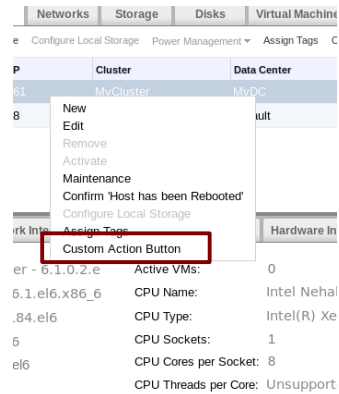 Networks Storage Disks Virtual Machine
e Configure Local Storage Power Management Assign Tags C
P Cluster Data Center
61 MyCluster MyDC
8 ault
New
Edit
Remove
Activate
Maintenance
Confirm 'Host has been Rebooted'
Configure Local Storage
Assign Tags
Custom Action Button
rk Inte Hardware In
er - 6.1.0.2.e Active VMs: 0
6.1.el6.x86_6 CPU Name: Intel Nehal
.84.el6 CPU Type: Intel(R) Xe
6 CPU Sockets: 1
el6 CPU Cores per Socket: 8
CPU Threads per Core: Unsupport